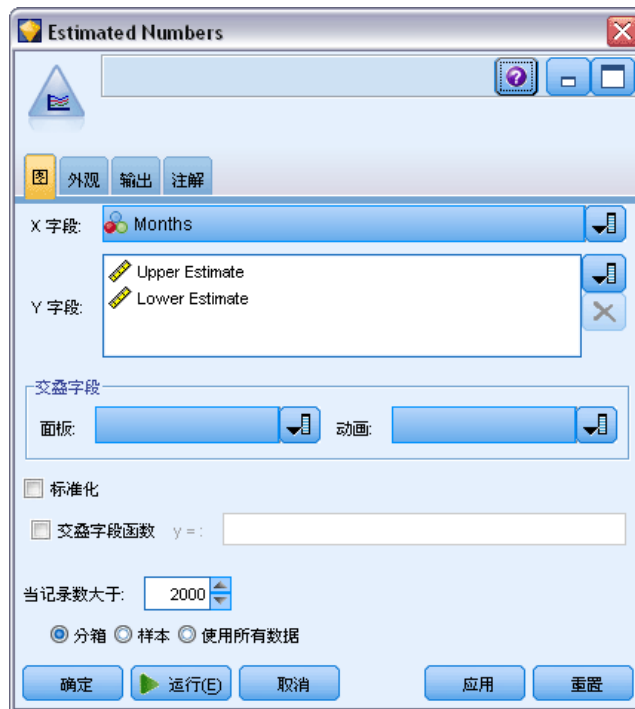 Estimated Numbers
图 外观 输出 注解
X 字段: Months
Y 字段:
Upper Estimate
Lower Estimate
交叠字段
面板: 动画:
标准化
交叠字段函数 y = :
当记录数大于: 2000
分箱 样本 使用所有数据
确定 运行(E) 取消 应用 重置